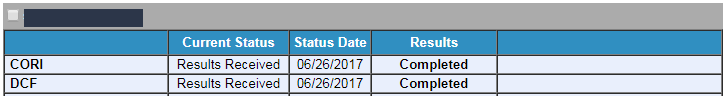 Current Status Status Date Results
CORI Results Received 06/26/2017 Completed
DCF Results Received 06/26/2017 Completed